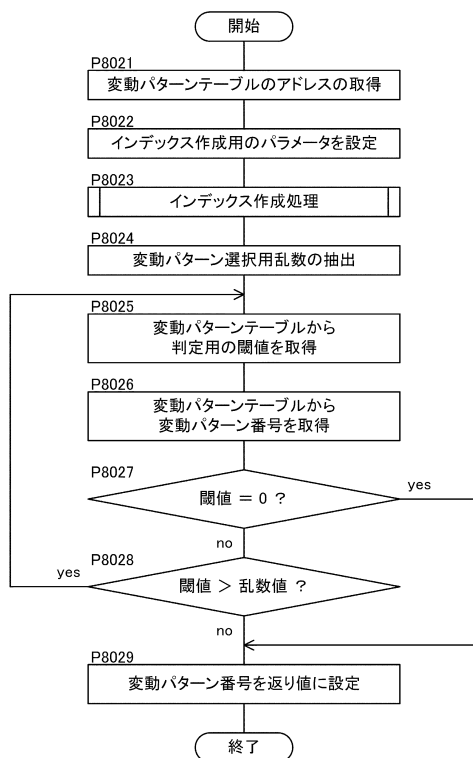 開始
P8021
変動パターンテーブルのアドレスの取得
P8022
インデックス作成用のパラメータを設定
P8023
インデックス作成処理
P8024
変動パターン選択用乱数の抽出
P8025
変動パターンテーブルから
判定用の閾値を取得
P8026
変動パターンテーブルから
変動パターン番号を取得
P8027
閾値 = 0 ?
yes
no
P8028
閾値 > 乱数値 ?
yes
no
P8029
変動パターン番号を返り値に設定
終了